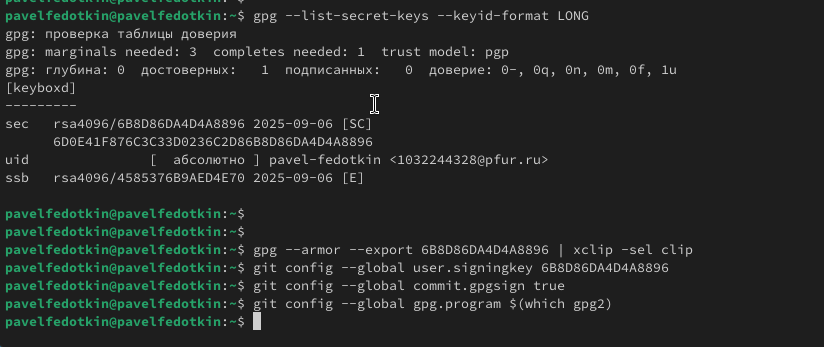 pavelfedotkin@pavelfedotkin:~$ gpg --list-secret-keys --keyid-format LONG
gpg: проверка таблицы доверия
gpg: marginals needed: 3  completes needed: 1  trust model: pgp
gpg: глубина: 0  достоверных:   1  подписанных:   0  доверие: 0-, 0q, 0n, 0m, 0f, 1u
[keyboxd]
---------
sec   rsa4096/6B8D86DA4D4A8896 2025-09-06 [SC]
      6D0E41F876C3C33D0236C2D86B8D86DA4D4A8896
uid              [  абсолютно ] pavel-fedotkin <1032244328@pfur.ru>
ssb   rsa4096/4585376B9AED4E70 2025-09-06 [E]
pavelfedotkin@pavelfedotkin:~$
pavelfedotkin@pavelfedotkin:~$
pavelfedotkin@pavelfedotkin:~$ gpg --armor --export 6B8D86DA4D4A8896 | xclip -sel clip
pavelfedotkin@pavelfedotkin:~$ git config --global user.signingkey 6B8D86DA4D4A8896
pavelfedotkin@pavelfedotkin:~$ git config --global commit.gpgsign true
pavelfedotkin@pavelfedotkin:~$ git config --global gpg.program $(which gpg2)
pavelfedotkin@pavelfedotkin:~$